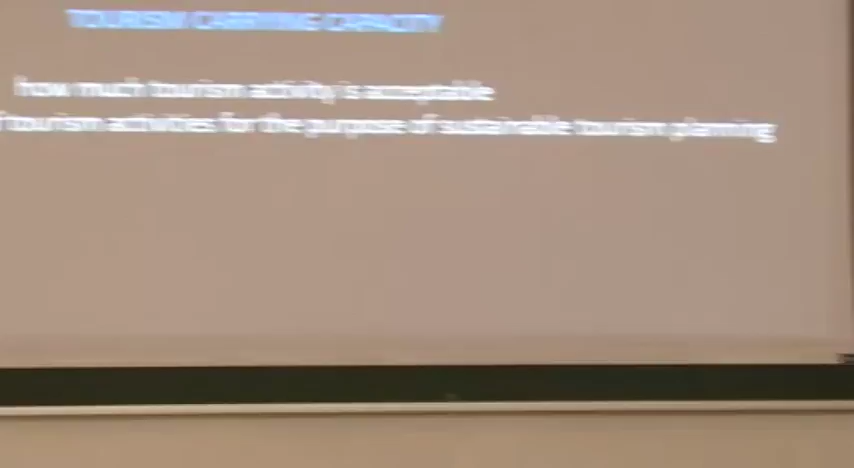 TOURISM CARRYING CAPACITY
how much tourism activity is acceptable
tourism activities for the purpose of sustainable tourism planning